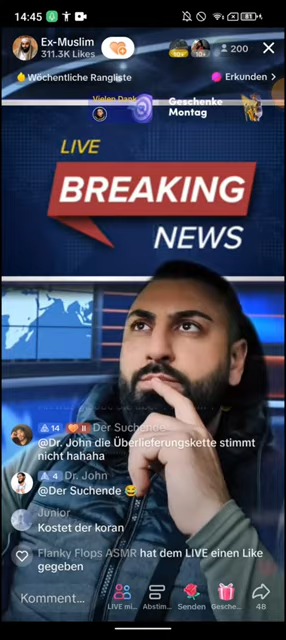 14:45
81
Ex-Muslim
311.3K Likes
200
Wöchentliche Rangliste
Erkunden >
Vielen Dank
Geschenke
Montag
LIVE
BREAKING
NEWS
14 II Der Suchende
@Dr. John die Überlieferungskette stimmt
nicht hahaha
4 Dr. John
@Der Suchende 😅
Junior
Kostet der koran
Flanky Flops ASMR hat dem LIVE einen Like
gegeben
Komment...
LIVE mi...
Abstim...
Senden
Gesche...
48